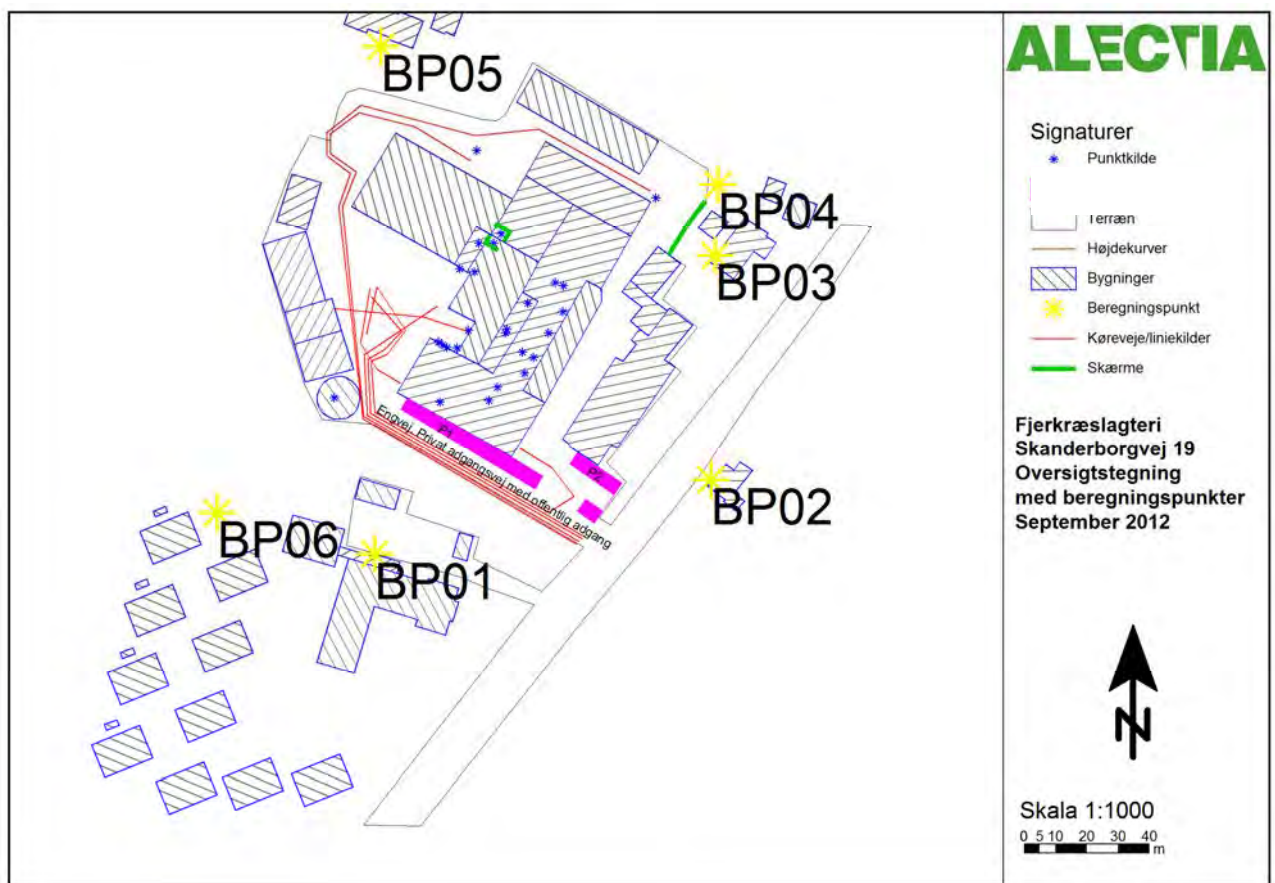 BP05
BP04
BP03
BP02
BP06
BP01
P1
P2
Engvej. Privat adgangsvej med offentlig adgang
ALECTIA
Signaturer
Punktkilde
Terræn
Højdekurver
Bygninger
Beregningspunkt
Køreveje/liniekilder
Skærme
Fjerkræslagteri
Skanderborgvej 19
Oversigtstegning
med beregningspunkter
September 2012
N
Skala 1:1000
0 5 10 20 30 40
m